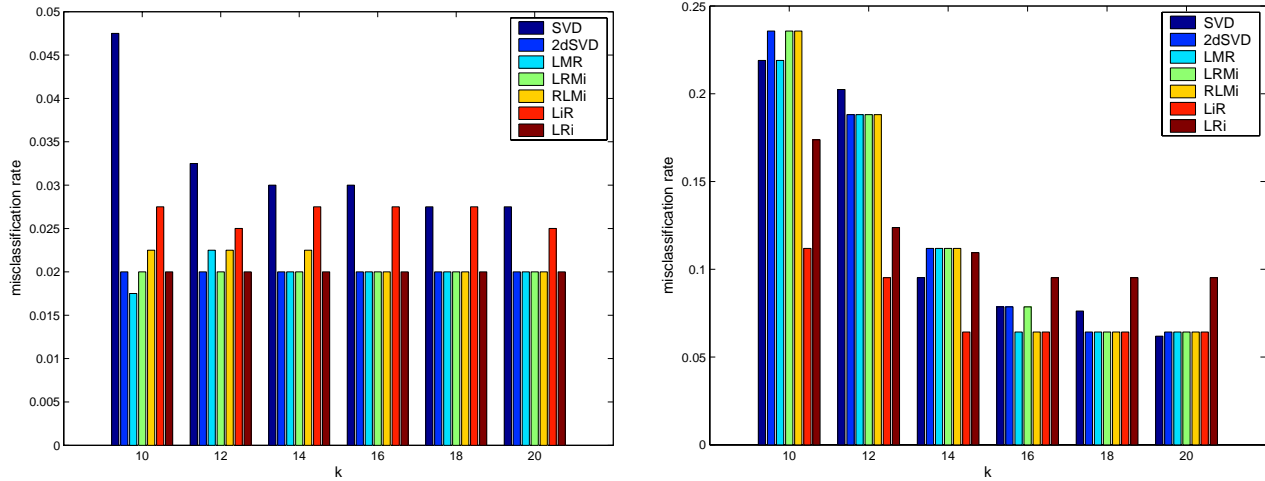 0.05
0.045
0.04
0.035
0.03
0.025
0.02
0.015
0.01
0.005
0
misclassification rate
10 12 14 16 18 20
k
SVD
2dSVD
LMR
LRMi
RLMi
LiR
LRi
0.25
0.2
0.15
0.1
0.05
0
misclassification rate
10 12 14 16 18 20
k
SVD
2dSVD
LMR
LRMi
RLMi
LiR
LRi